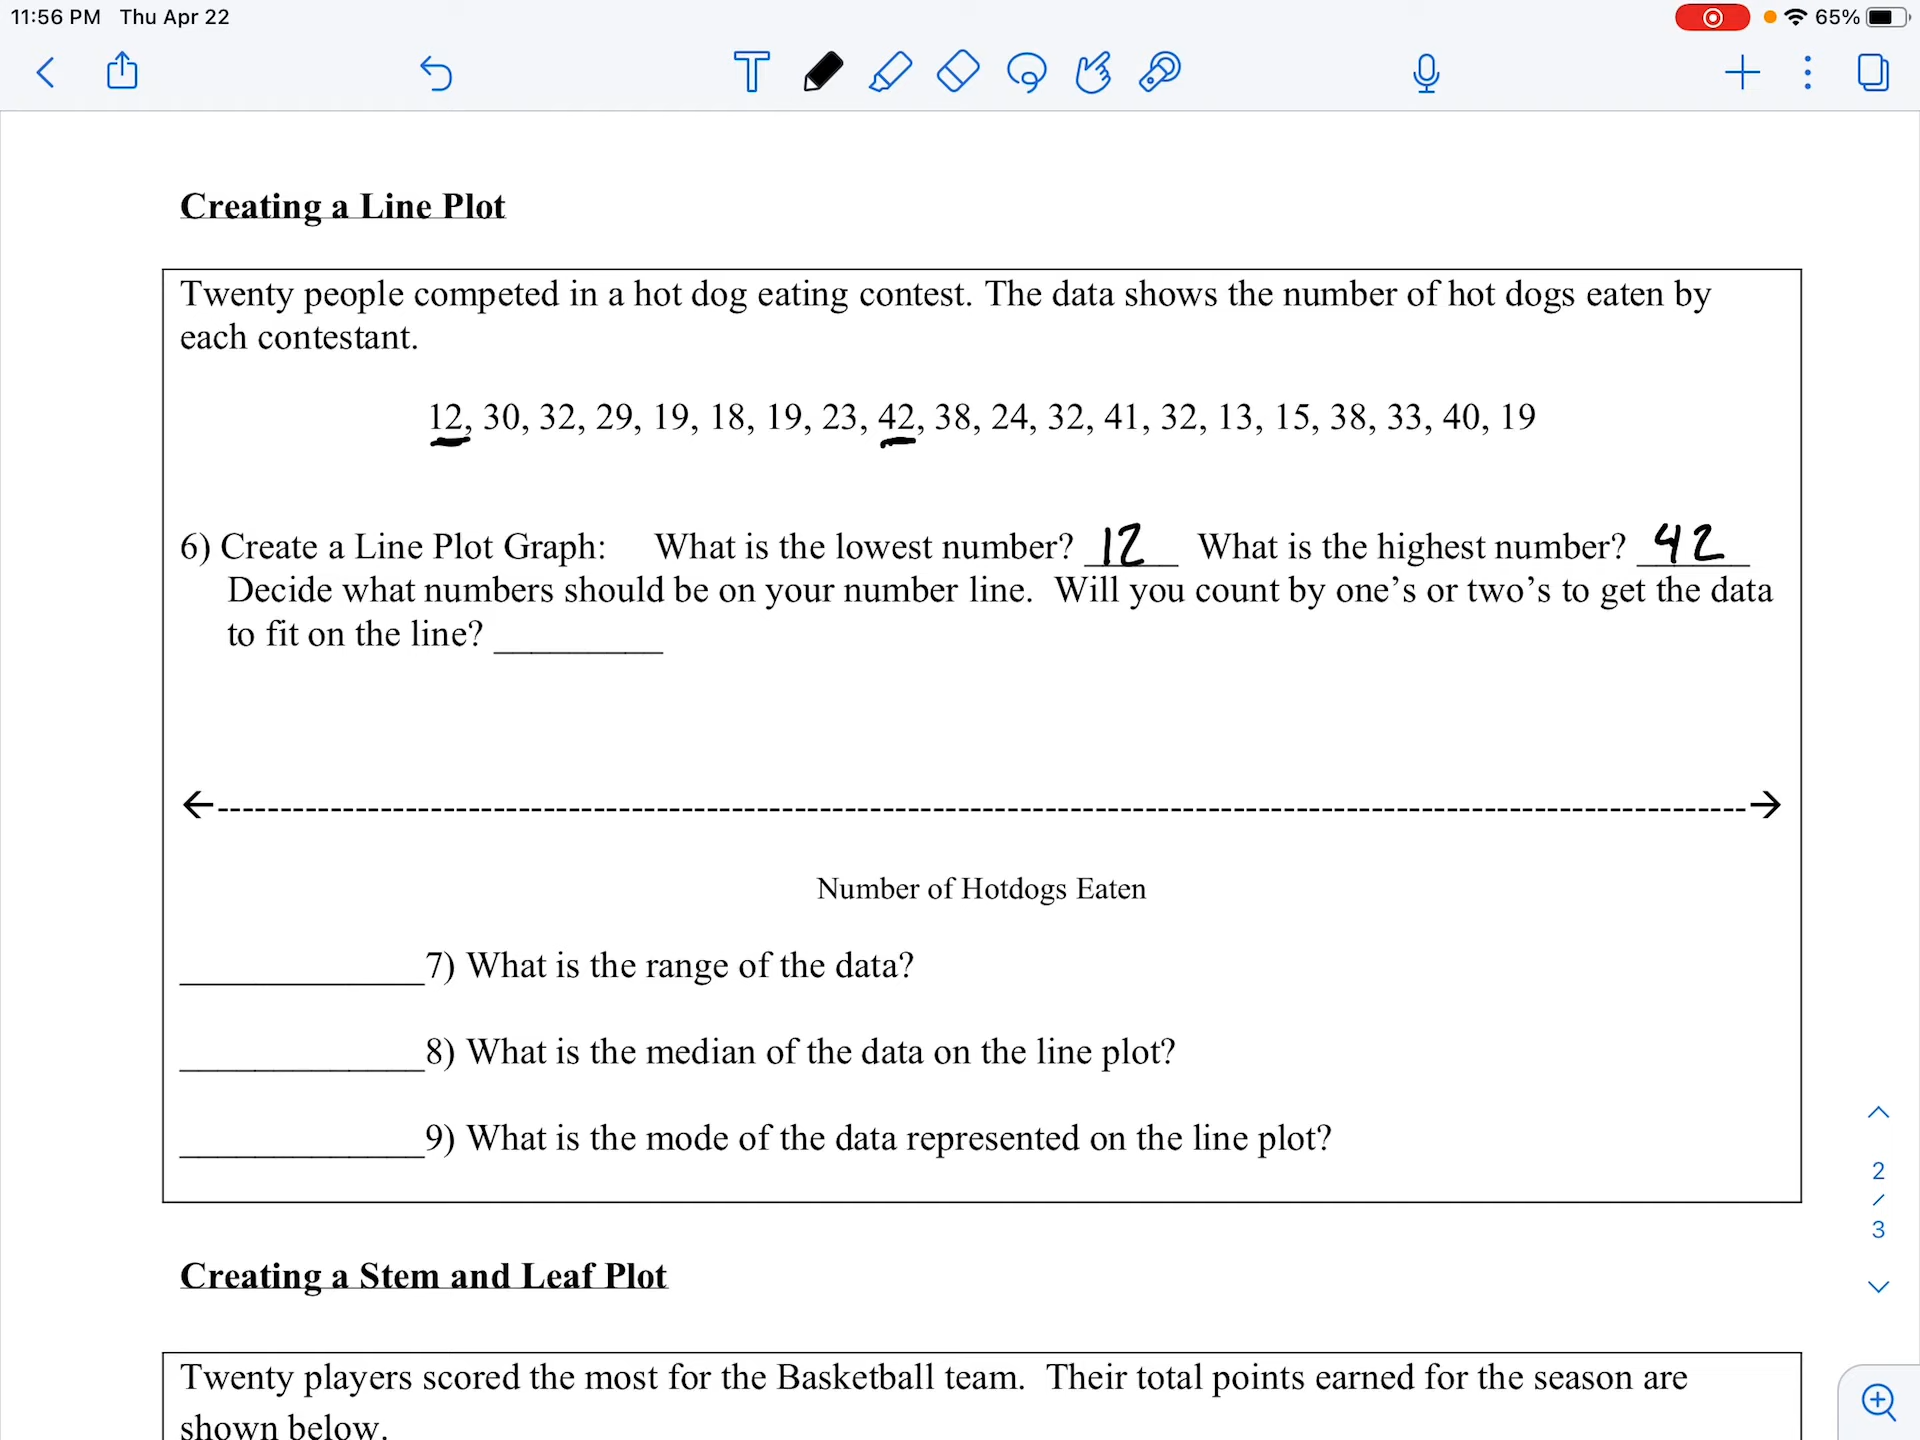 11:56 PM Thu Apr 22 65%
T
Creating a Line Plot
Twenty people competed in a hot dog eating contest. The data shows the number of hot dogs eaten by
each contestant.
12, 30, 32, 29, 19, 18, 19, 23, 42, 38, 24, 32, 41, 32, 13, 15, 38, 33, 40, 19
6) Create a Line Plot Graph: What is the lowest number? 12 What is the highest number? 42
Decide what numbers should be on your number line. Will you count by one’s or two’s to get the data
to fit on the line? _________
Number of Hotdogs Eaten
_____________7) What is the range of the data?
_____________8) What is the median of the data on the line plot?
_____________9) What is the mode of the data represented on the line plot?
2
/
3
Creating a Stem and Leaf Plot
Twenty players scored the most for the Basketball team. Their total points earned for the season are
shown below.